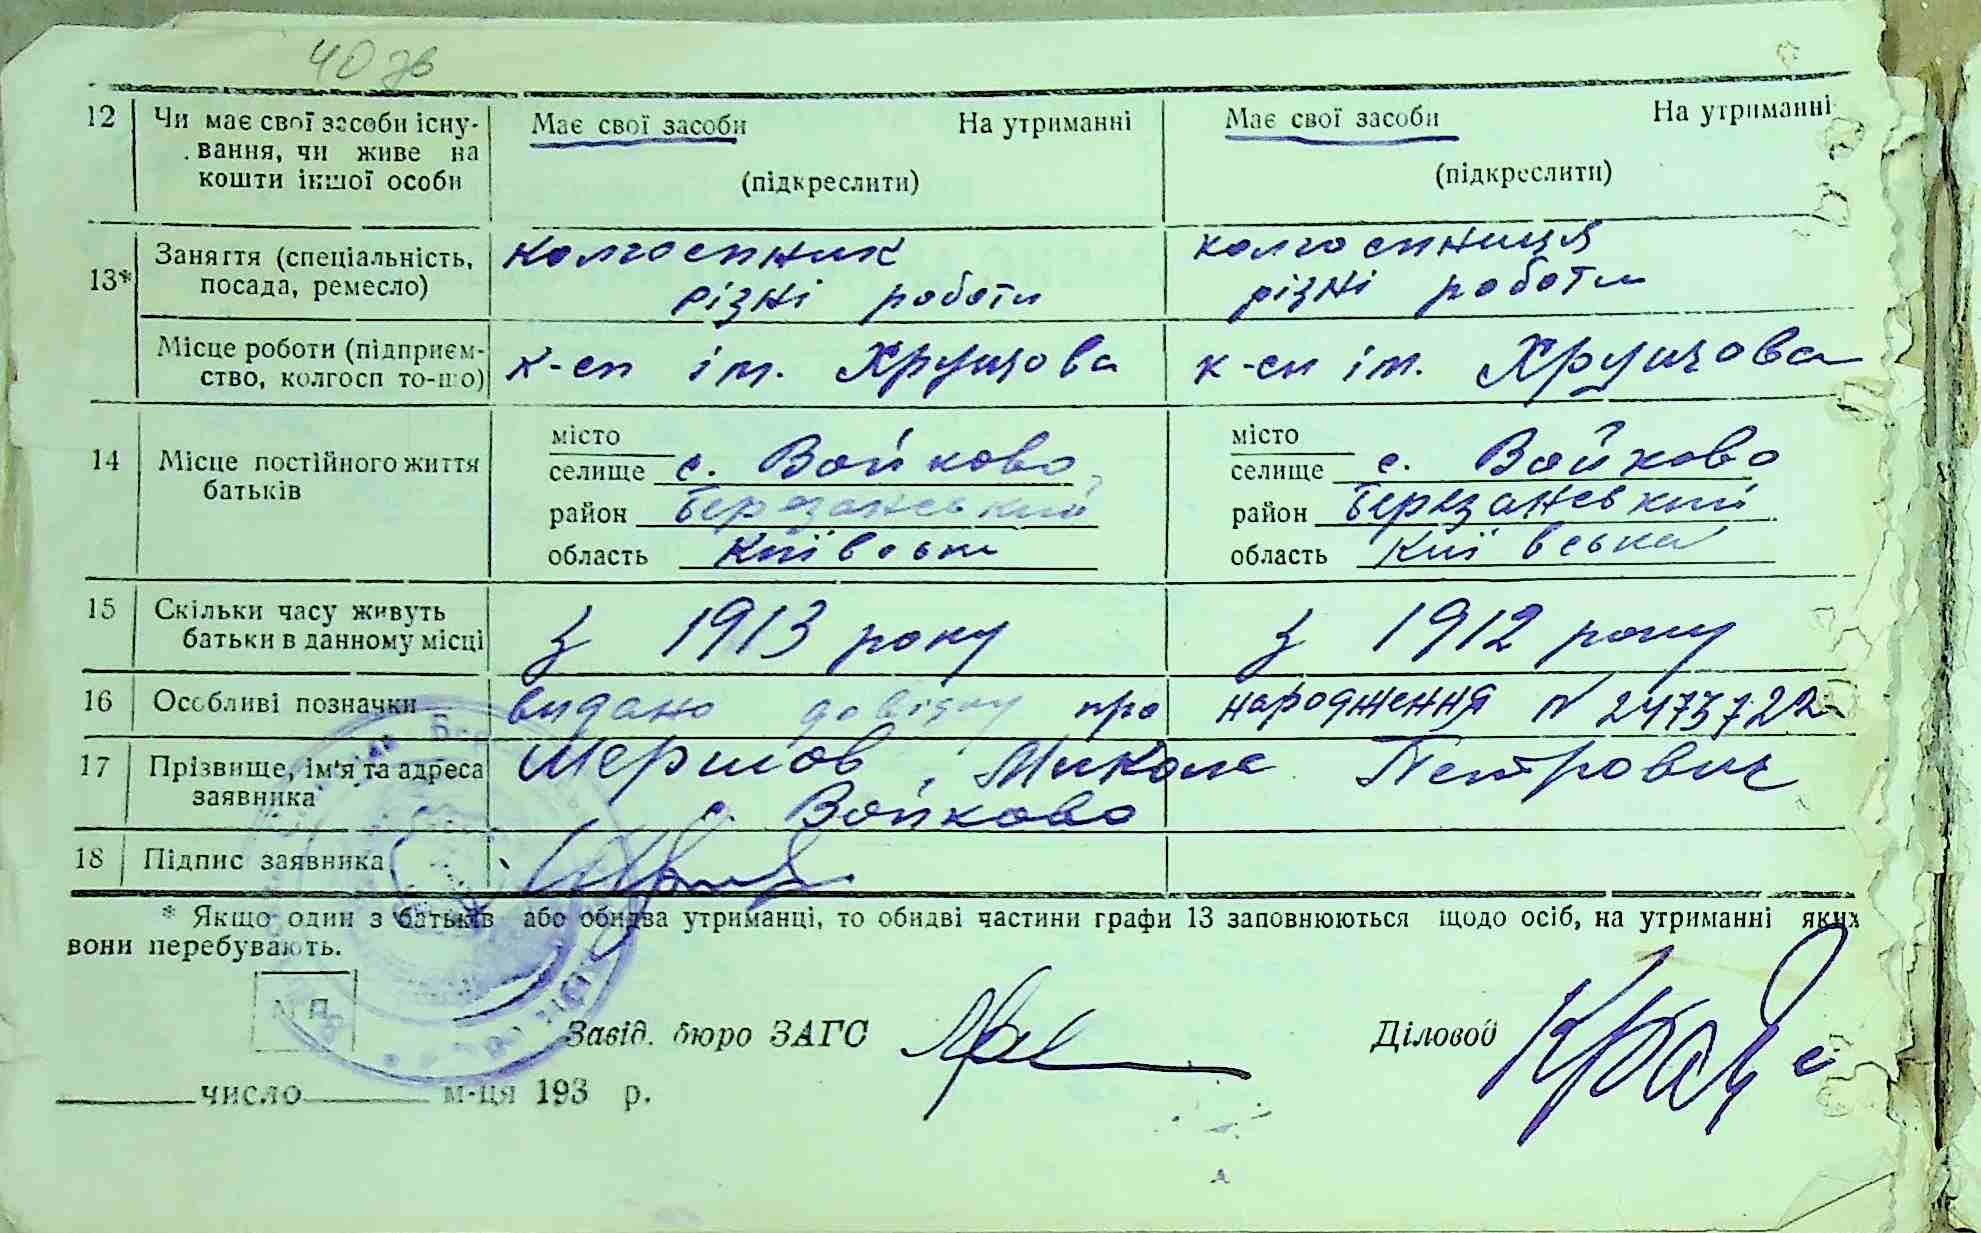 40 зв
12 Чи має свої засоби існу- Має свої засоби На утриманні Має свої засоби На утриманні
вання, чи живе на
кошти іншої особи (підкреслити) (підкреслити)
13* Заняття (спеціальність, колгоспник колгоспниця
посада, ремесло) різні роботи різні роботи
Місце роботи (підприєм- к-сп ім. Хрущова к-сп ім. Хрущова
ство, колгосп то-що)
14 Місце постійного життя місто місто
батьків селище с. Войково селище с. Войково
район Березанський район Березанський
область Київська область Київська
15 Скільки часу живуть з 1913 року з 1912 року
батьки в данному місці
16 Особливі позначки видано довідку про народження N 2473722
17 Прізвище, ім'я та адреса Микола Петрович
заявника с. Войково
18 Підпис заявника
* Якщо один з батьків або обидва утриманці, то обидві частини графи 13 заповнюються щодо осіб, на утриманні яких
вони перебувають.
М П
Завід. бюро ЗАГС Діловод
число м-ця 193 р.